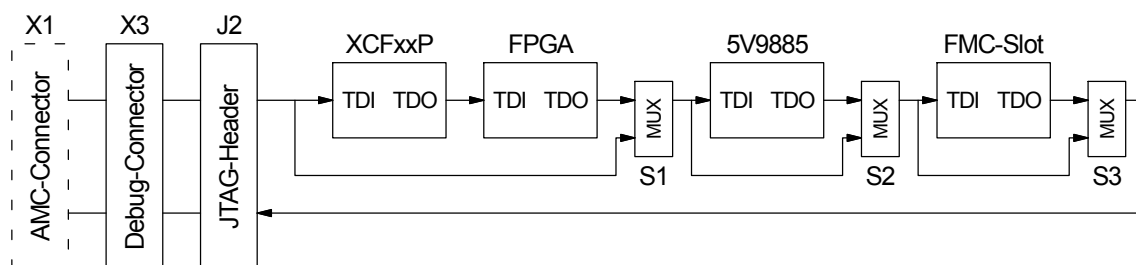 X1 X3 J2
XCFxxP FPGA 5V9885 FMC-Slot
AMC-Connector
Debug-Connector
JTAG-Header
TDI TDO TDI TDO MUX TDI TDO MUX TDI TDO MUX
S1 S2 S3